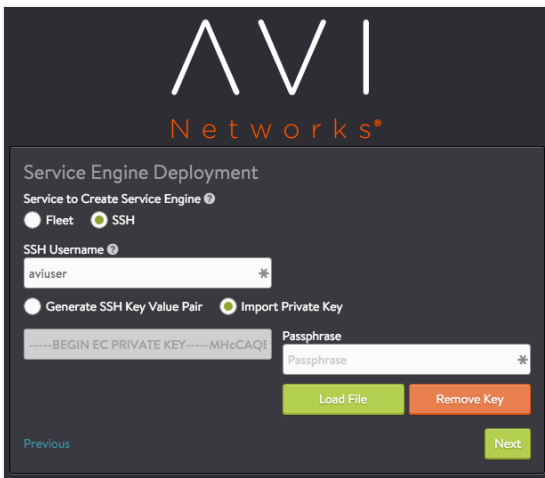 AVI
Networks®
Service Engine Deployment
Service to Create Service Engine ?
Fleet SSH
SSH Username ?
aviuser *
Generate SSH Key Value Pair Import Private Key
Passphrase
-----BEGIN EC PRIVATE KEY-----MHcCAQE Passphrase *
Load File Remove Key
Previous Next